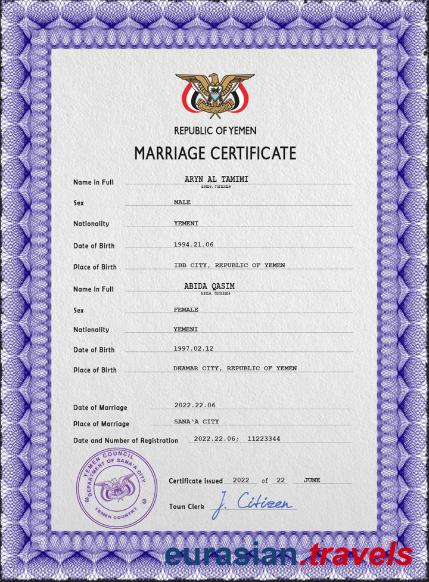 REPUBLIC OF YEMEN
MARRIAGE CERTIFICATE
Name in Full ARYN AL TAMIMI
Sex MALE
Nationality YEMENI
Date of Birth 1994.21.06
Place of Birth IBB CITY, REPUBLIC OF YEMEN
Name in Full ABIDA QASIM
Sex FEMALE
Nationality YEMENI
Date of Birth 1997.02.12
Place of Birth DHAMAR CITY, REPUBLIC OF YEMEN
Date of Marriage 2022.22.06
Place of Marriage SANA'A CITY
Date and Number of Registration 2022.22.06; 11223344
YEMEN COUNCIL
DEPARTMENT OF SANA'A CITY
YEMEN COUNTRY
Certificate issued 2022 of 22 JUNE
Town Clerk J. Citizen
eurasian.travels